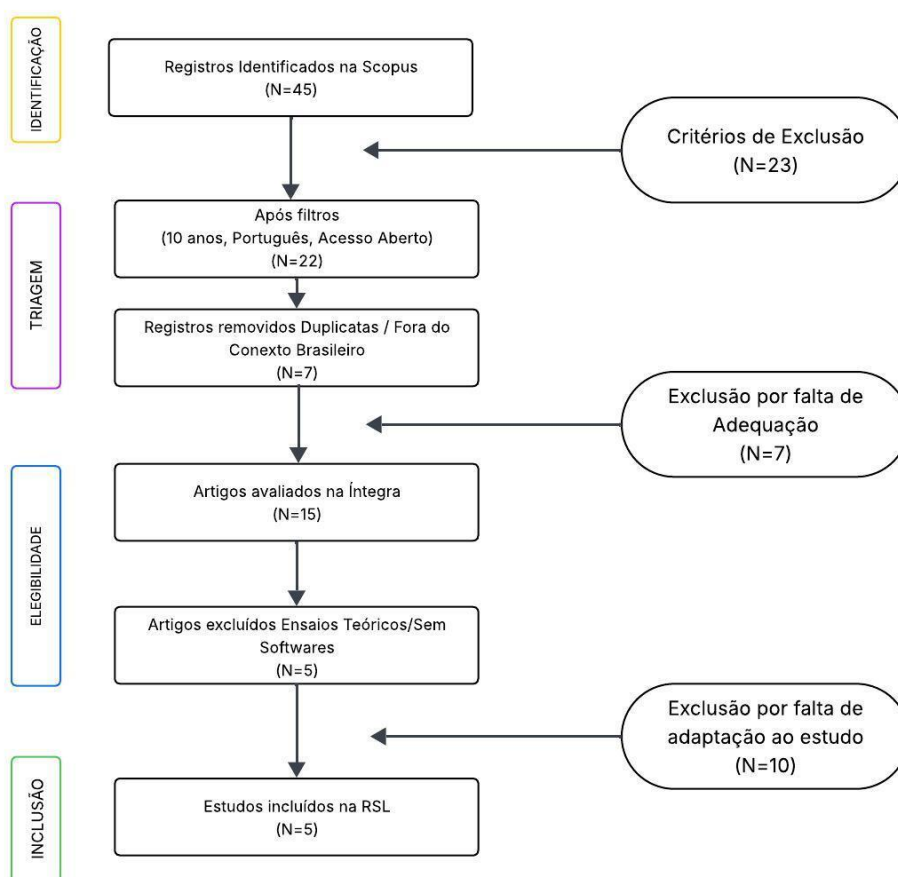 IDENTIFICAÇÃO
Registros Identificados na Scopus
(N=45)
Critérios de Exclusão
(N=23)
TRIAGEM
Após filtros
(10 anos, Português, Acesso Aberto)
(N=22)
Registros removidos Duplicatas / Fora do
Conexto Brasileiro
(N=7)
Exclusão por falta de
Adequação
(N=7)
ELEGIBILIDADE
Artigos avaliados na Íntegra
(N=15)
Artigos excluídos Ensaios Teóricos/Sem
Softwares
(N=5)
Exclusão por falta de
adaptação ao estudo
(N=10)
INCLUSÃO
Estudos incluídos na RSL
(N=5)